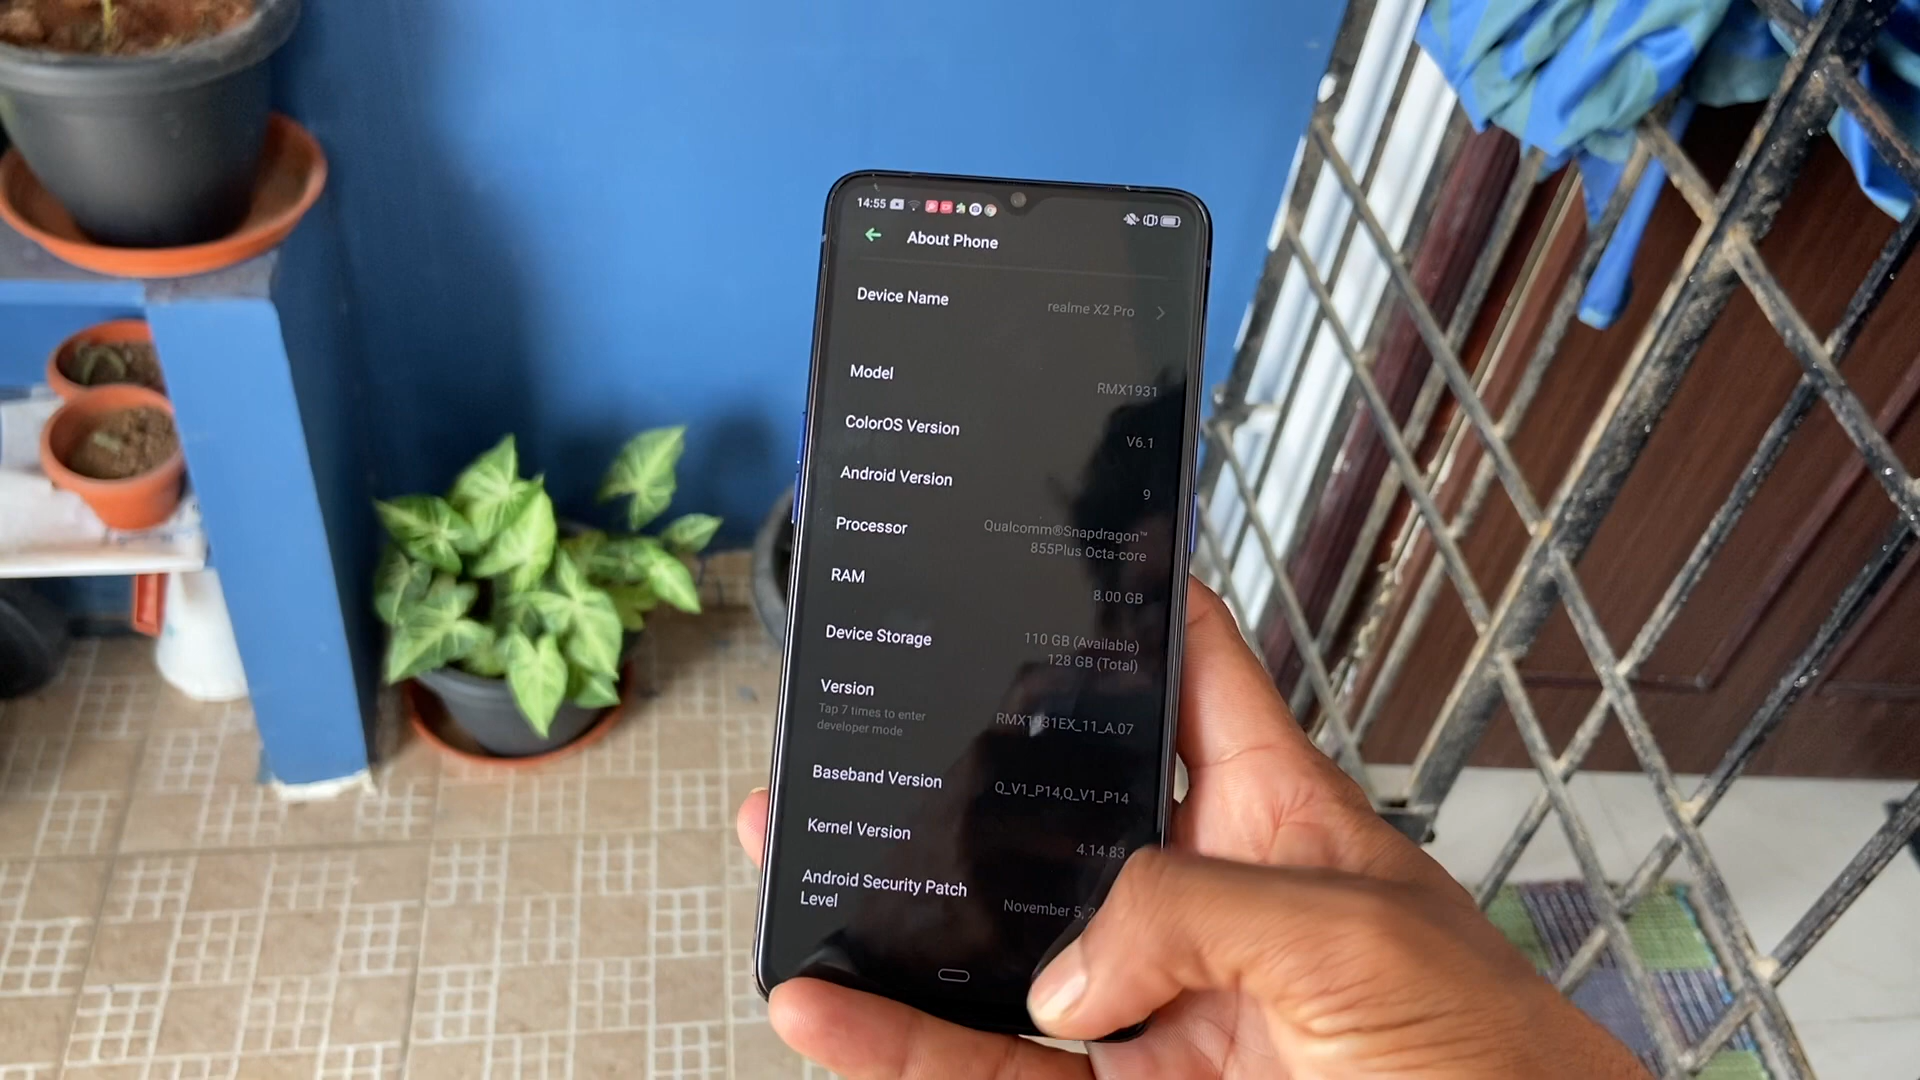 14:55
About Phone
Device Name
realme X2 Pro
Model
RMX1931
ColorOS Version
V6.1
Android Version
9
Processor
Qualcomm®Snapdragon™
855Plus Octa-core
RAM
8.00 GB
Device Storage
110 GB (Available)
128 GB (Total)
Version
Tap 7 times to enter
developer mode
RMX1931EX_11_A.07
Baseband Version
Q_V1_P14,Q_V1_P14
Kernel Version
4.14.83
Android Security Patch
Level
November 5,